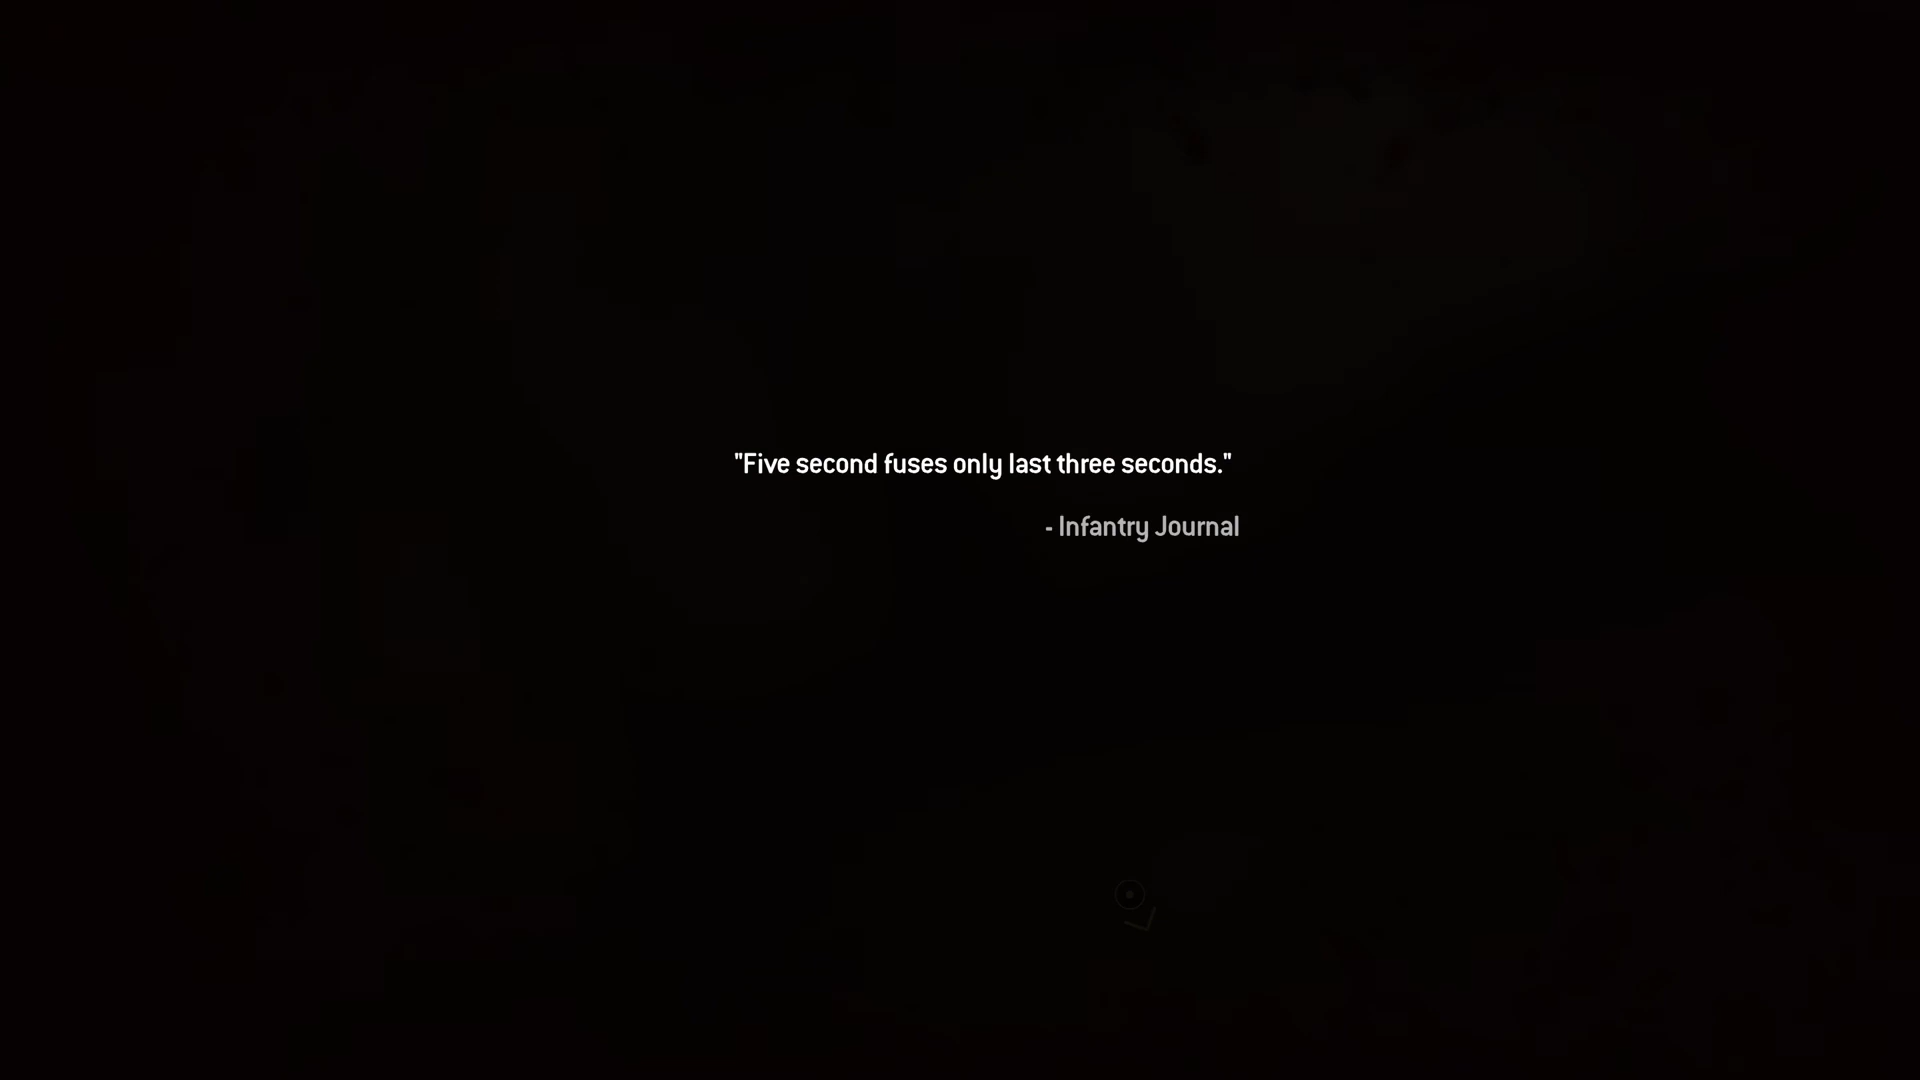 "Five second fuses only last three seconds."
- Infantry Journal